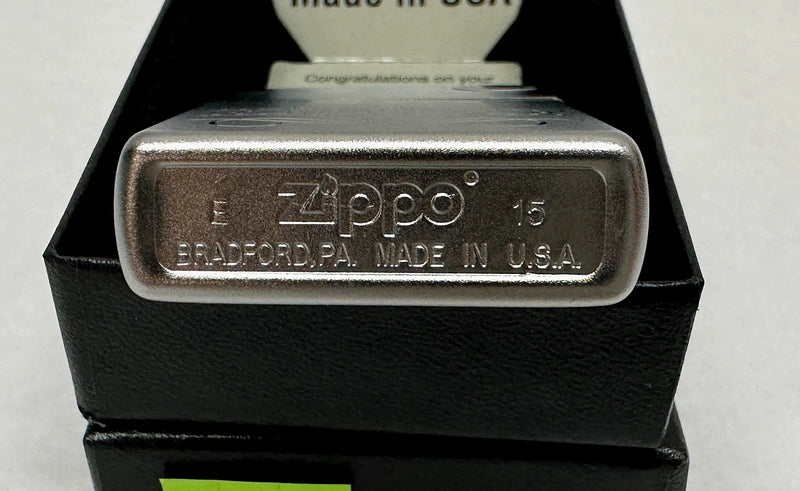 Made in USA
Congratulations on your
E zippo® 15
BRADFORD, PA. MADE IN U.S.A.